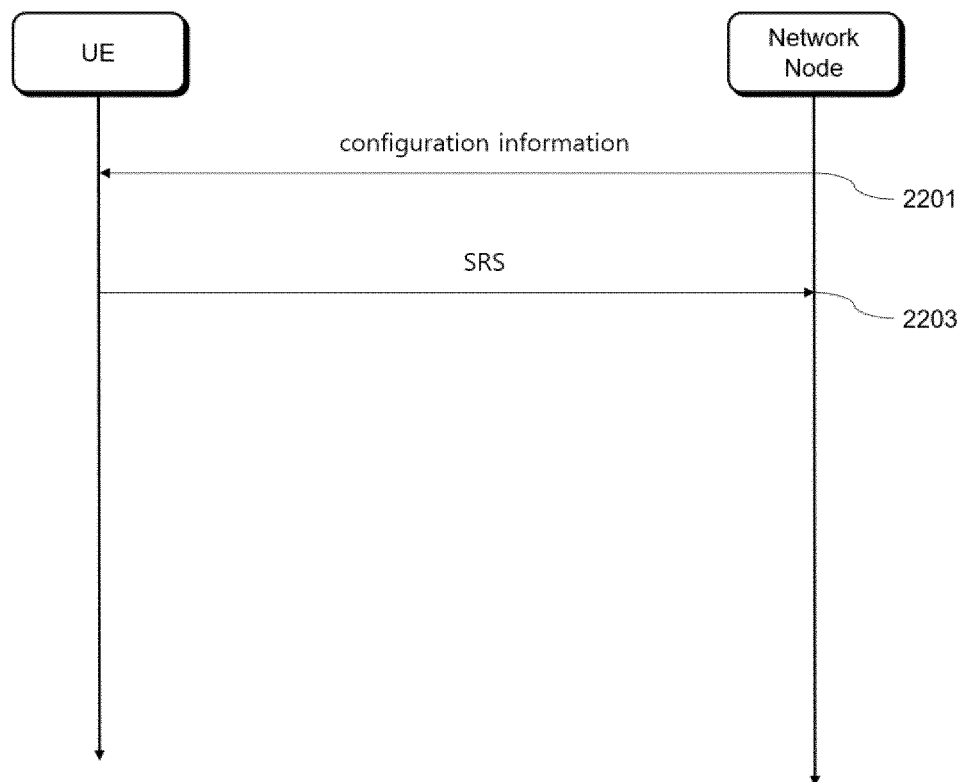 UE
Network
Node
configuration information
2201
SRS
2203